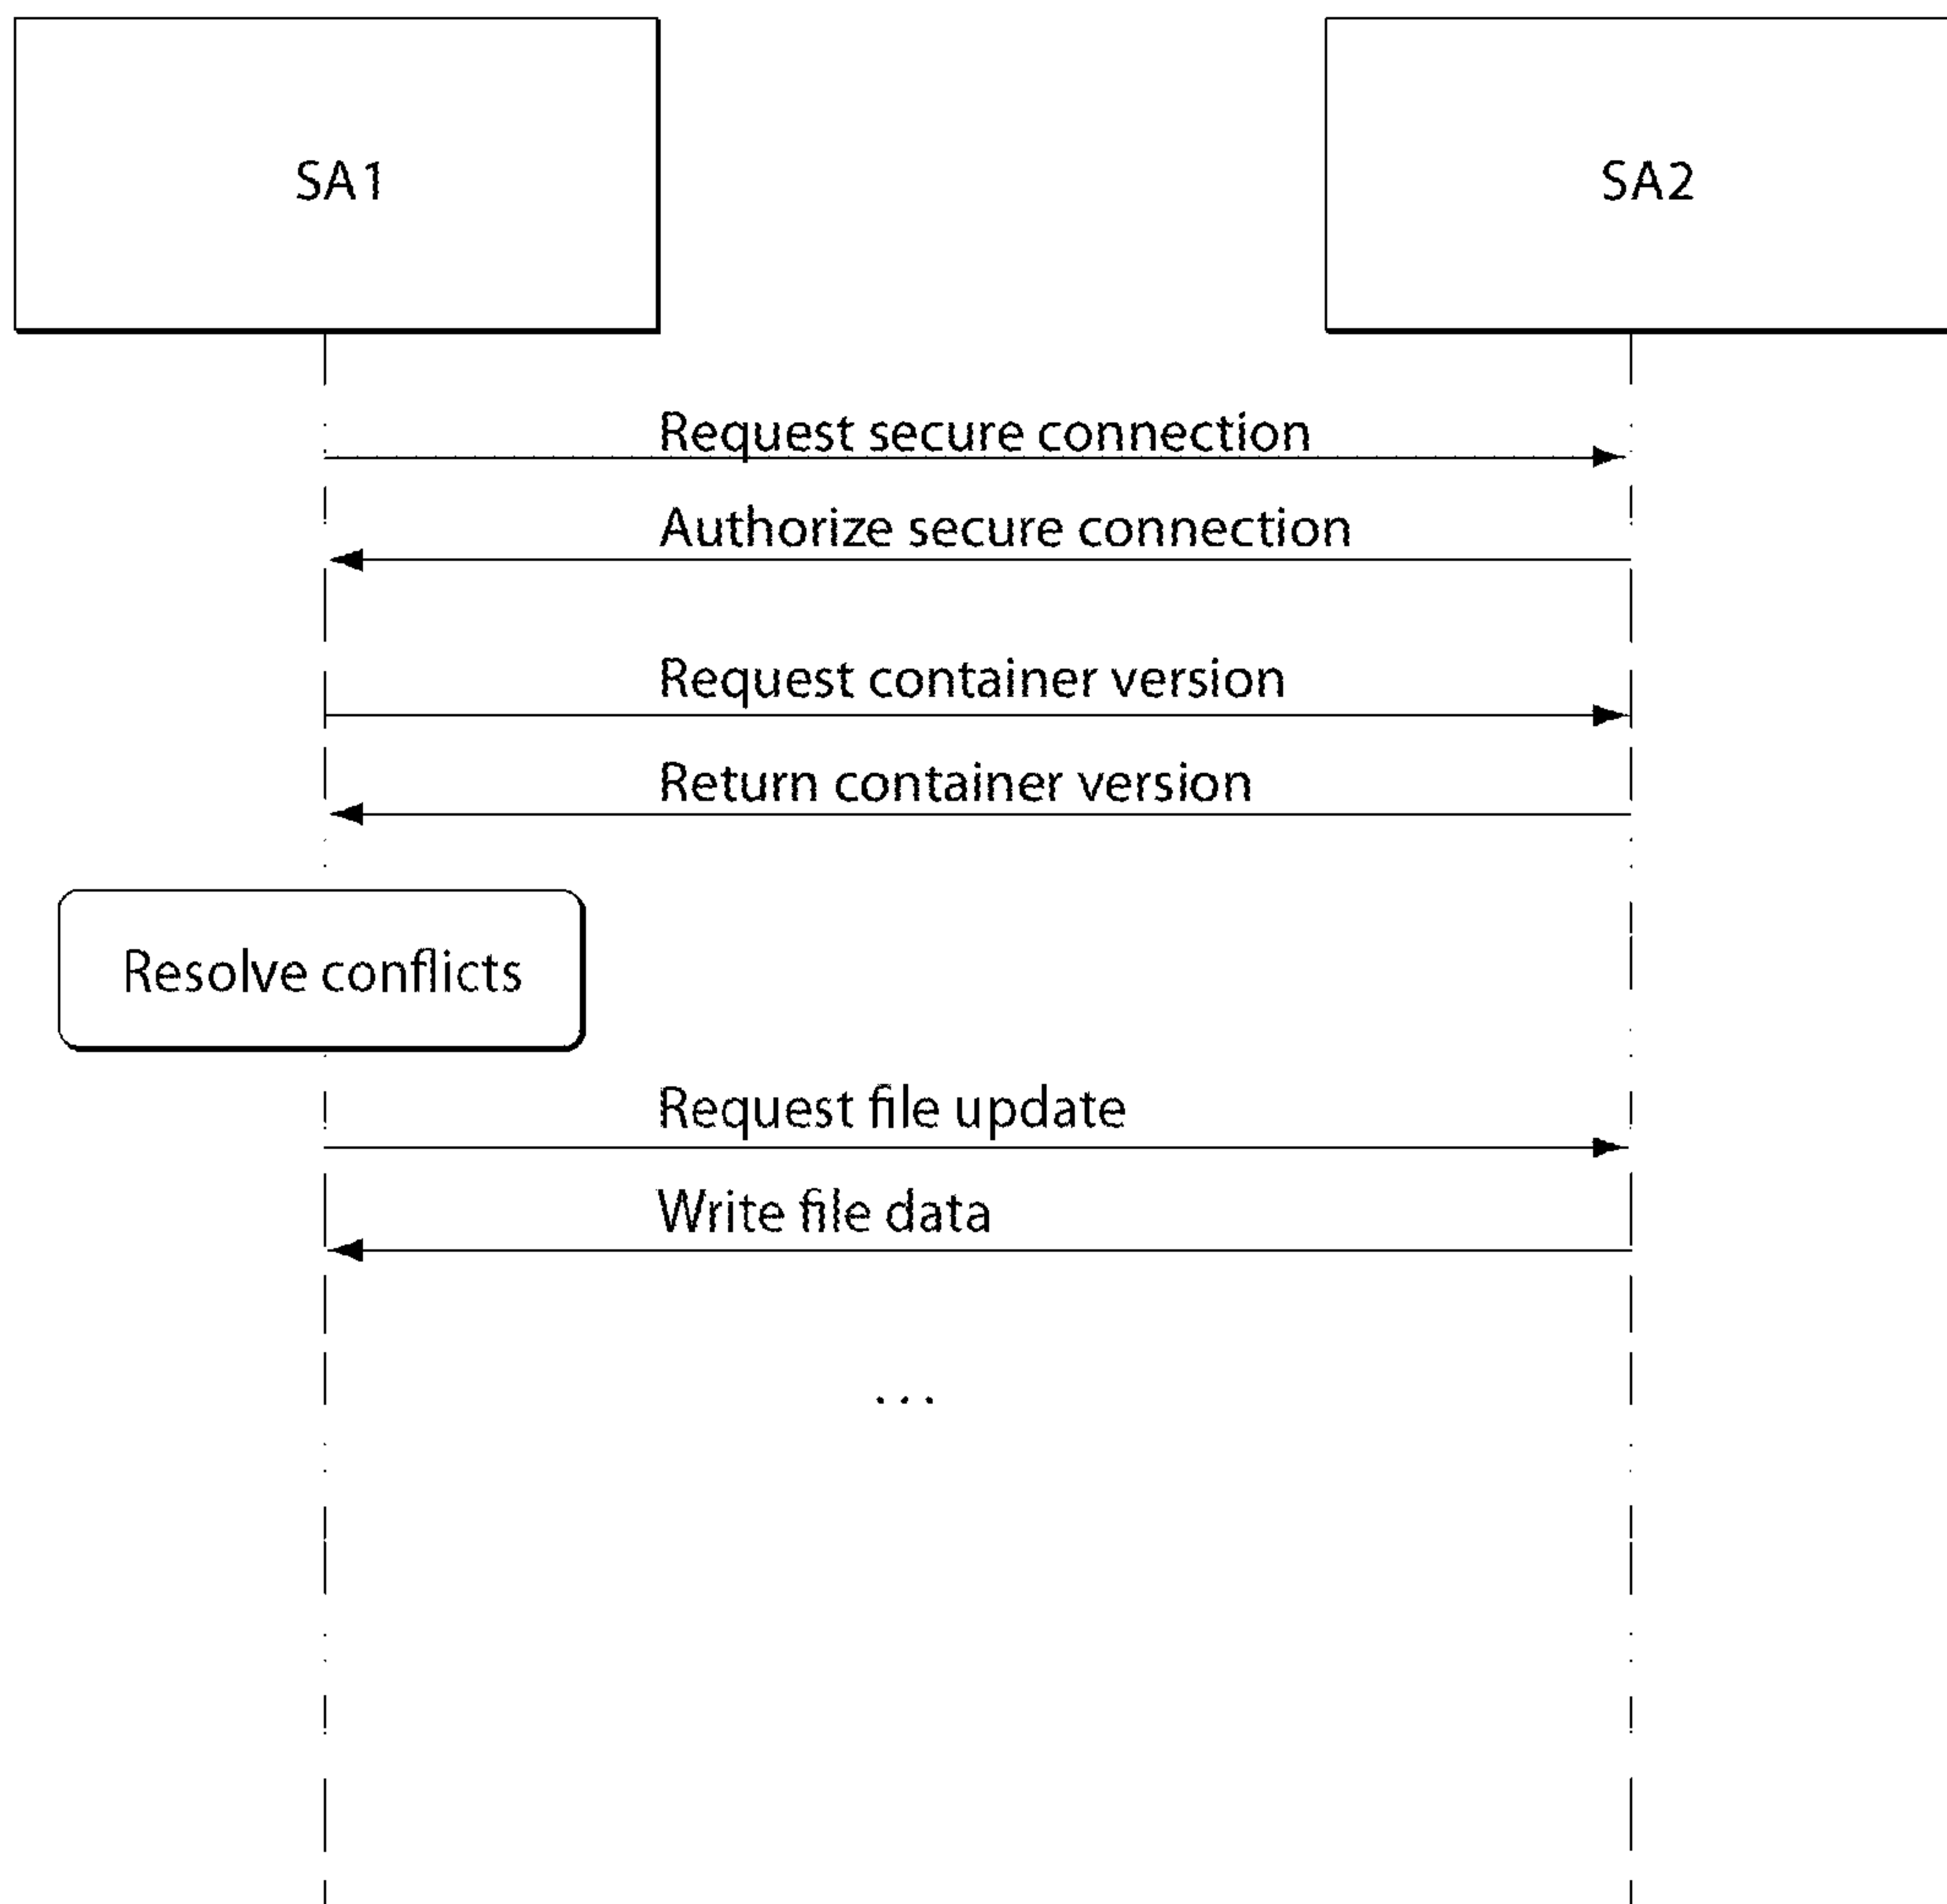 SA1
SA2
Request secure connection
Authorize secure connection
Request container version
Return container version
Resolve conflicts
Request file update
Write file data
...